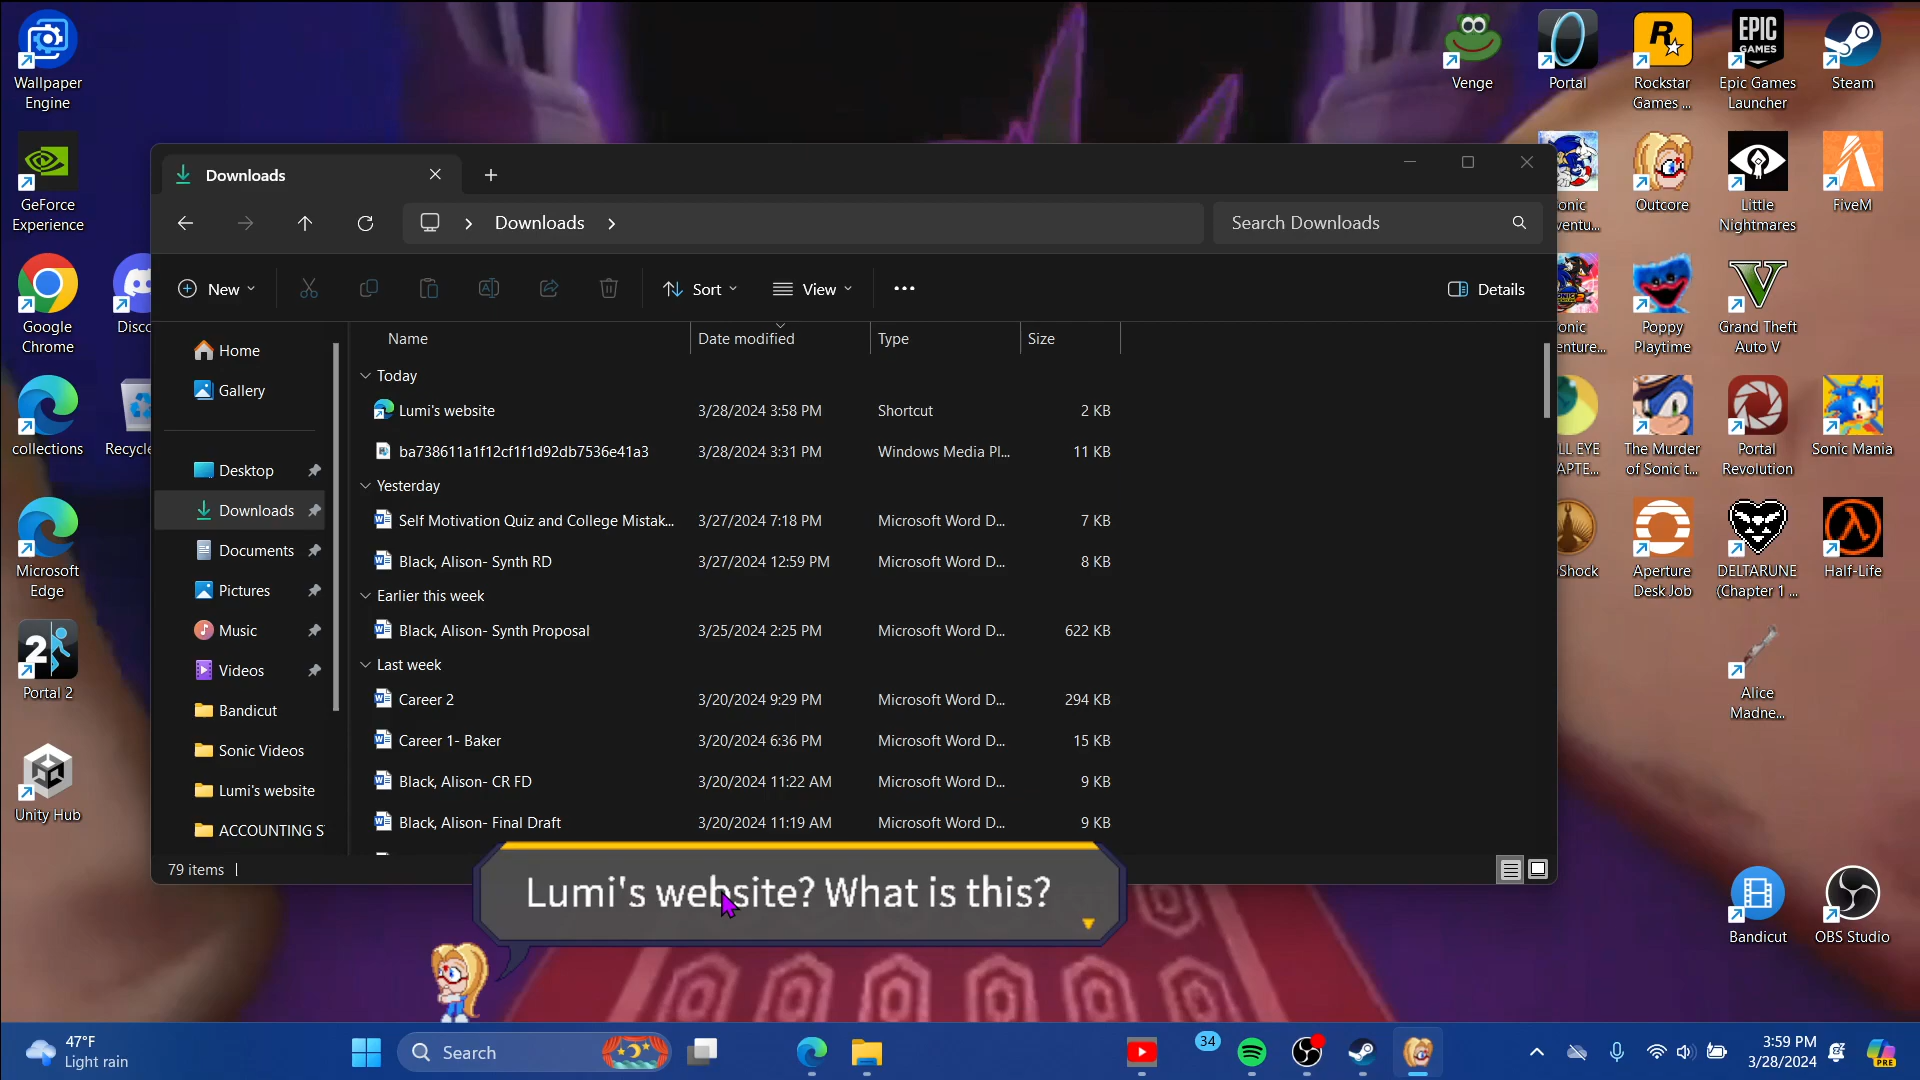 Wallpaper
Engine
GeForce
Experience
Google
Chrome
Disco
collections
Recycle
Microsoft
Edge
Portal 2
Unity Hub
Venge
Portal
Rockstar
Games ...
Epic Games
Launcher
Steam
Outcore
Little
Nightmares
FiveM
Poppy
Playtime
Grand Theft
Auto V
The Murder
of Sonic t...
Portal
Revolution
Sonic Mania
Aperture
Desk Job
DELTARUNE
(Chapter 1 ...
Half-Life
Alice
Madne...
Bandicut
OBS Studio
Downloads
Downloads
Search Downloads
New
Sort
View
Details
Home
Gallery
Desktop
Downloads
Documents
Pictures
Music
Videos
Bandicut
Sonic Videos
Lumi's website
ACCOUNTING S
Name Date modified Type Size
Today
Lumi's website 3/28/2024 3:58 PM Shortcut 2 KB
ba738611a1f12cf1f1d92db7536e41a3 3/28/2024 3:31 PM Windows Media Pl... 11 KB
Yesterday
Self Motivation Quiz and College Mistak... 3/27/2024 7:18 PM Microsoft Word D... 7 KB
Black, Alison- Synth RD 3/27/2024 12:59 PM Microsoft Word D... 8 KB
Earlier this week
Black, Alison- Synth Proposal 3/25/2024 2:25 PM Microsoft Word D... 622 KB
Last week
Career 2 3/20/2024 9:29 PM Microsoft Word D... 294 KB
Career 1- Baker 3/20/2024 6:36 PM Microsoft Word D... 15 KB
Black, Alison- CR FD 3/20/2024 11:22 AM Microsoft Word D... 9 KB
Black, Alison- Final Draft 3/20/2024 11:19 AM Microsoft Word D... 9 KB
79 items
Lumi's website? What is this?
47°F
Light rain
Search
34
3:59 PM
3/28/2024
PRE